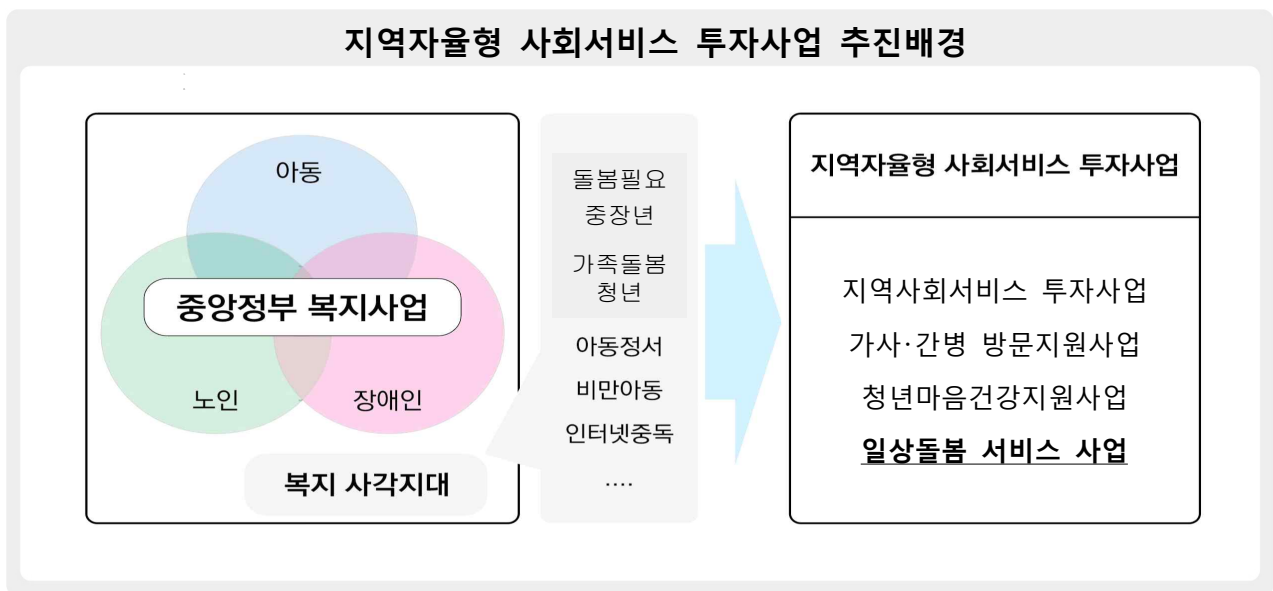 지역자율형 사회서비스 투자사업 추진배경
아동
중앙정부 복지사업
노인
장애인
복지 사각지대
돌봄필요
중장년
가족돌봄
청년
아동정서
비만아동
인터넷중독
....
지역자율형 사회서비스 투자사업
지역사회서비스 투자사업
가사·간병 방문지원사업
청년마음건강지원사업
일상돌봄 서비스 사업